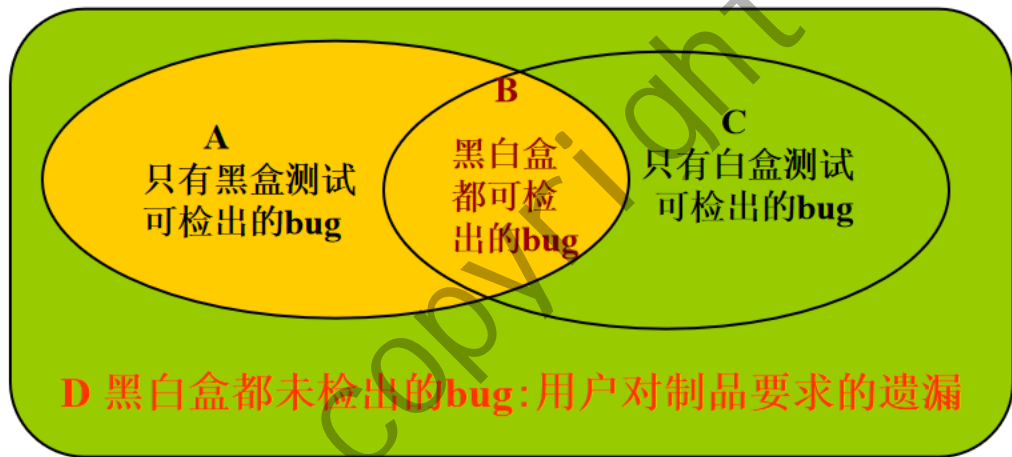 A
只有黑盒测试
可检出的bug
B
黑白盒
都可检
出的bug
C
只有白盒测试
可检出的bug
D 黑白盒都未检出的bug:用户对制品要求的遗漏
copyright